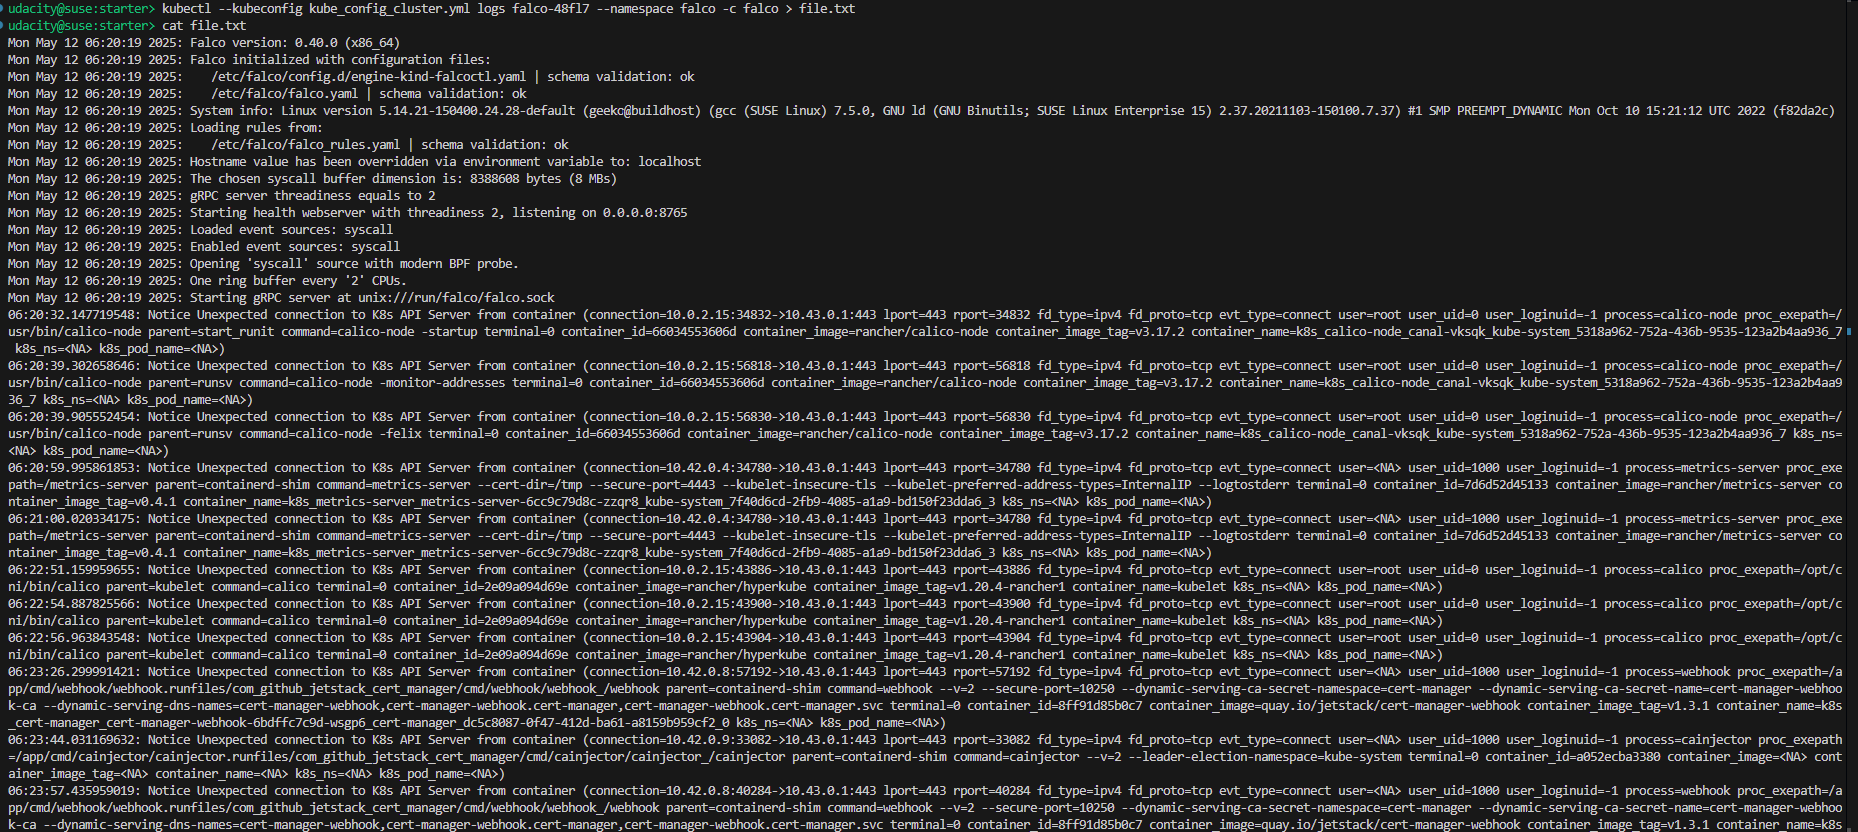 udacity@suse:starter> kubectl --kubeconfig kube_config_cluster.yml logs falco-48fl7 --namespace falco -c falco > file.txt
udacity@suse:starter> cat file.txt
Mon May 12 06:20:19 2025: Falco version: 0.40.0 (x86_64)
Mon May 12 06:20:19 2025: Falco initialized with configuration files:
Mon May 12 06:20:19 2025:    /etc/falco/config.d/engine-kind-falcoctl.yaml | schema validation: ok
Mon May 12 06:20:19 2025:    /etc/falco/falco.yaml | schema validation: ok
Mon May 12 06:20:19 2025: System info: Linux version 5.14.21-150400.24.28-default (geeko@buildhost) (gcc (SUSE Linux) 7.5.0, GNU ld (GNU Binutils; SUSE Linux Enterprise 15) 2.37.20211103-150100.7.37) #1 SMP PREEMPT_DYNAMIC Mon Oct 10 15:21:12 UTC 2022 (f82da2c)
Mon May 12 06:20:19 2025: Loading rules from:
Mon May 12 06:20:19 2025:    /etc/falco/falco_rules.yaml | schema validation: ok
Mon May 12 06:20:19 2025: Hostname value has been overridden via environment variable to: localhost
Mon May 12 06:20:19 2025: The chosen syscall buffer dimension is: 8388608 bytes (8 MBs)
Mon May 12 06:20:19 2025: gRPC server threadiness equals to 2
Mon May 12 06:20:19 2025: Starting health webserver with threadiness 2, listening on 0.0.0.0:8765
Mon May 12 06:20:19 2025: Loaded event sources: syscall
Mon May 12 06:20:19 2025: Enabled event sources: syscall
Mon May 12 06:20:19 2025: Opening 'syscall' source with modern BPF probe.
Mon May 12 06:20:19 2025: One ring buffer every '2' CPUs.
Mon May 12 06:20:19 2025: Starting gRPC server at unix:///run/falco/falco.sock
06:20:32.147719548: Notice Unexpected connection to K8s API Server from container (connection=10.0.2.15:34832->10.43.0.1:443 lport=443 rport=34832 fd_type=ipv4 fd_proto=tcp evt_type=connect user=root user_uid=0 user_loginuid=-1 process=calico-node proc_exepath=/
usr/bin/calico-node parent=start_runit command=calico-node -startup terminal=0 container_id=66034553606d container_image=rancher/calico-node container_image_tag=v3.17.2 container_name=k8s_calico-node_canal-vksqk_kube-system_5318a962-752a-436b-9535-123a2b4aa936_7
 k8s_ns=<NA> k8s_pod_name=<NA>)
06:20:39.302658646: Notice Unexpected connection to K8s API Server from container (connection=10.0.2.15:56818->10.43.0.1:443 lport=443 rport=56818 fd_type=ipv4 fd_proto=tcp evt_type=connect user=root user_uid=0 user_loginuid=-1 process=calico-node proc_exepath=/
usr/bin/calico-node parent=runsv command=calico-node -monitor-addresses terminal=0 container_id=66034553606d container_image=rancher/calico-node container_image_tag=v3.17.2 container_name=k8s_calico-node_canal-vksqk_kube-system_5318a962-752a-436b-9535-123a2b4aa9
36_7 k8s_ns=<NA> k8s_pod_name=<NA>)
06:20:39.905552454: Notice Unexpected connection to K8s API Server from container (connection=10.0.2.15:56830->10.43.0.1:443 lport=443 rport=56830 fd_type=ipv4 fd_proto=tcp evt_type=connect user=root user_uid=0 user_loginuid=-1 process=calico-node proc_exepath=/
usr/bin/calico-node parent=runsv command=calico-node -felix terminal=0 container_id=66034553606d container_image=rancher/calico-node container_image_tag=v3.17.2 container_name=k8s_calico-node_canal-vksqk_kube-system_5318a962-752a-436b-9535-123a2b4aa936_7 k8s_ns=
<NA> k8s_pod_name=<NA>)
06:20:59.995861853: Notice Unexpected connection to K8s API Server from container (connection=10.42.0.4:34780->10.43.0.1:443 lport=443 rport=34780 fd_type=ipv4 fd_proto=tcp evt_type=connect user=<NA> user_uid=1000 user_loginuid=-1 process=metrics-server proc_exe
path=/metrics-server parent=containerd-shim command=metrics-server --cert-dir=/tmp --secure-port=4443 --kubelet-insecure-tls --kubelet-preferred-address-types=InternalIP --logtostderr terminal=0 container_id=7d6d52d45133 container_image=rancher/metrics-server co
ntainer_image_tag=v0.4.1 container_name=k8s_metrics-server_metrics-server-6cc9c79d8c-zzqr8_kube-system_7f40d6cd-2fb9-4085-a1a9-bd150f23dda6_3 k8s_ns=<NA> k8s_pod_name=<NA>)
06:21:00.020334175: Notice Unexpected connection to K8s API Server from container (connection=10.42.0.4:34780->10.43.0.1:443 lport=443 rport=34780 fd_type=ipv4 fd_proto=tcp evt_type=connect user=<NA> user_uid=1000 user_loginuid=-1 process=metrics-server proc_exe
path=/metrics-server parent=containerd-shim command=metrics-server --cert-dir=/tmp --secure-port=4443 --kubelet-insecure-tls --kubelet-preferred-address-types=InternalIP --logtostderr terminal=0 container_id=7d6d52d45133 container_image=rancher/metrics-server co
ntainer_image_tag=v0.4.1 container_name=k8s_metrics-server_metrics-server-6cc9c79d8c-zzqr8_kube-system_7f40d6cd-2fb9-4085-a1a9-bd150f23dda6_3 k8s_ns=<NA> k8s_pod_name=<NA>)
06:22:51.159959655: Notice Unexpected connection to K8s API Server from container (connection=10.0.2.15:43886->10.43.0.1:443 lport=443 rport=43886 fd_type=ipv4 fd_proto=tcp evt_type=connect user=root user_uid=0 user_loginuid=-1 process=calico proc_exepath=/opt/c
ni/bin/calico parent=kubelet command=calico terminal=0 container_id=2e09a094d69e container_image=rancher/hyperkube container_image_tag=v1.20.4-rancher1 container_name=kubelet k8s_ns=<NA> k8s_pod_name=<NA>)
06:22:54.887825566: Notice Unexpected connection to K8s API Server from container (connection=10.0.2.15:43900->10.43.0.1:443 lport=443 rport=43900 fd_type=ipv4 fd_proto=tcp evt_type=connect user=root user_uid=0 user_loginuid=-1 process=calico proc_exepath=/opt/c
ni/bin/calico parent=kubelet command=calico terminal=0 container_id=2e09a094d69e container_image=rancher/hyperkube container_image_tag=v1.20.4-rancher1 container_name=kubelet k8s_ns=<NA> k8s_pod_name=<NA>)
06:22:56.963843548: Notice Unexpected connection to K8s API Server from container (connection=10.0.2.15:43904->10.43.0.1:443 lport=443 rport=43904 fd_type=ipv4 fd_proto=tcp evt_type=connect user=root user_uid=0 user_loginuid=-1 process=calico proc_exepath=/opt/c
ni/bin/calico parent=kubelet command=calico terminal=0 container_id=2e09a094d69e container_image=rancher/hyperkube container_image_tag=v1.20.4-rancher1 container_name=kubelet k8s_ns=<NA> k8s_pod_name=<NA>)
06:23:26.299991421: Notice Unexpected connection to K8s API Server from container (connection=10.42.0.8:57192->10.43.0.1:443 lport=443 rport=57192 fd_type=ipv4 fd_proto=tcp evt_type=connect user=<NA> user_uid=1000 user_loginuid=-1 process=webhook proc_exepath=/a
pp/cmd/webhook/webhook.runfiles/com_github_jetstack_cert_manager/cmd/webhook/webhook_/webhook parent=containerd-shim command=webhook --v=2 --secure-port=10250 --dynamic-serving-ca-secret-namespace=cert-manager --dynamic-serving-ca-secret-name=cert-manager-webhoo
k-ca --dynamic-serving-dns-names=cert-manager-webhook,cert-manager-webhook.cert-manager,cert-manager-webhook.cert-manager.svc terminal=0 container_id=8ff91d85b0c7 container_image=quay.io/jetstack/cert-manager-webhook container_image_tag=v1.3.1 container_name=k8s
_cert-manager_cert-manager-webhook-6bdffc7c9d-wsgp6_cert-manager_dc5c8087-0f47-412d-ba61-a8159b959cf2_0 k8s_ns=<NA> k8s_pod_name=<NA>)
06:23:44.031169632: Notice Unexpected connection to K8s API Server from container (connection=10.42.0.9:33082->10.43.0.1:443 lport=443 rport=33082 fd_type=ipv4 fd_proto=tcp evt_type=connect user=<NA> user_uid=1000 user_loginuid=-1 process=cainjector proc_exepath
=/app/cmd/cainjector/cainjector.runfiles/com_github_jetstack_cert_manager/cmd/cainjector/cainjector_/cainjector parent=containerd-shim command=cainjector --v=2 --leader-election-namespace=kube-system terminal=0 container_id=a052ecba3380 container_image=<NA> cont
ainer_image_tag=<NA> container_name=<NA> k8s_ns=<NA> k8s_pod_name=<NA>)
06:23:57.435959019: Notice Unexpected connection to K8s API Server from container (connection=10.42.0.8:40284->10.43.0.1:443 lport=443 rport=40284 fd_type=ipv4 fd_proto=tcp evt_type=connect user=<NA> user_uid=1000 user_loginuid=-1 process=webhook proc_exepath=/a
pp/cmd/webhook/webhook.runfiles/com_github_jetstack_cert_manager/cmd/webhook/webhook_/webhook parent=containerd-shim command=webhook --v=2 --secure-port=10250 --dynamic-serving-ca-secret-namespace=cert-manager --dynamic-serving-ca-secret-name=cert-manager-webhoo
k-ca --dynamic-serving-dns-names=cert-manager-webhook,cert-manager-webhook.cert-manager,cert-manager-webhook.cert-manager.svc terminal=0 container_id=8ff91d85b0c7 container_image=quay.io/jetstack/cert-manager-webhook container_image_tag=v1.3.1 container_name=k8s